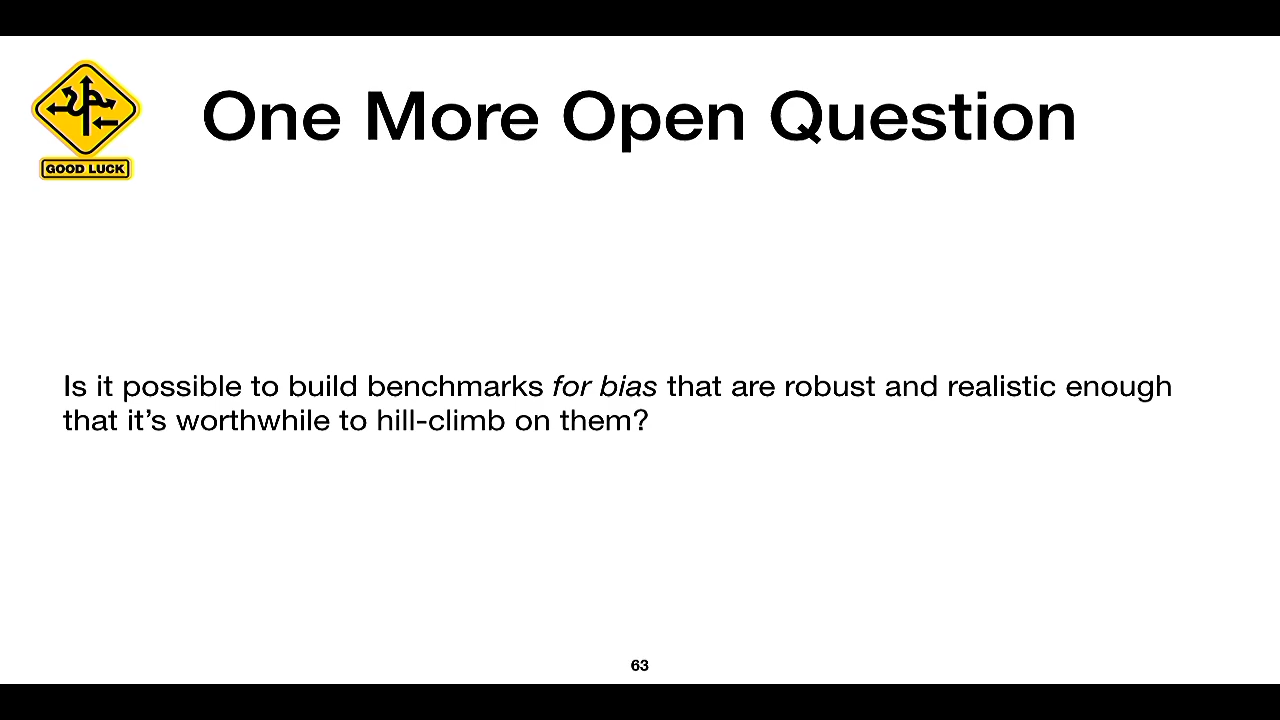 One More Open Question
GOOD LUCK
Is it possible to build benchmarks for bias that are robust and realistic enough
that it’s worthwhile to hill-climb on them?
63